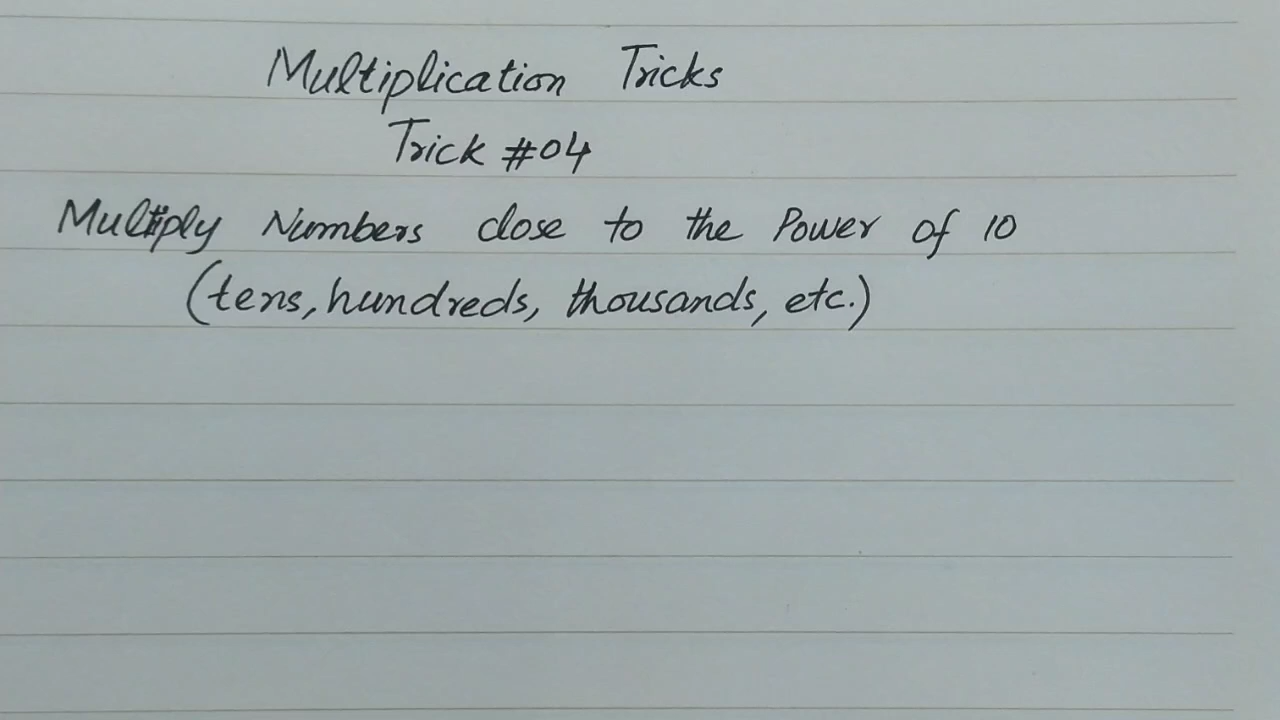 Multiplication Tricks
Trick #04
Multiply Numbers close to the Power of 10
(tens, hundreds, thousands, etc.)